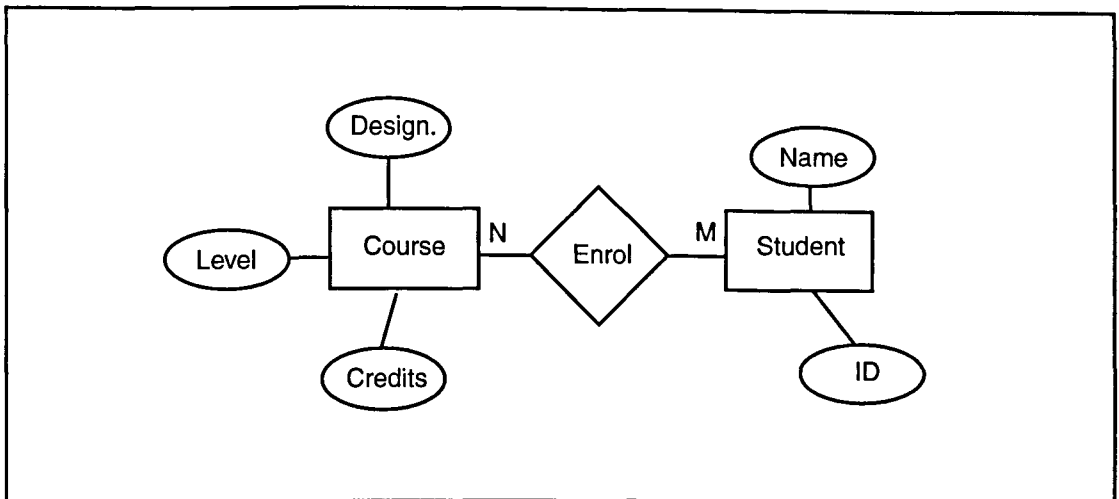 Design.
Name
Level
Course
N
Enrol
M
Student
Credits
ID